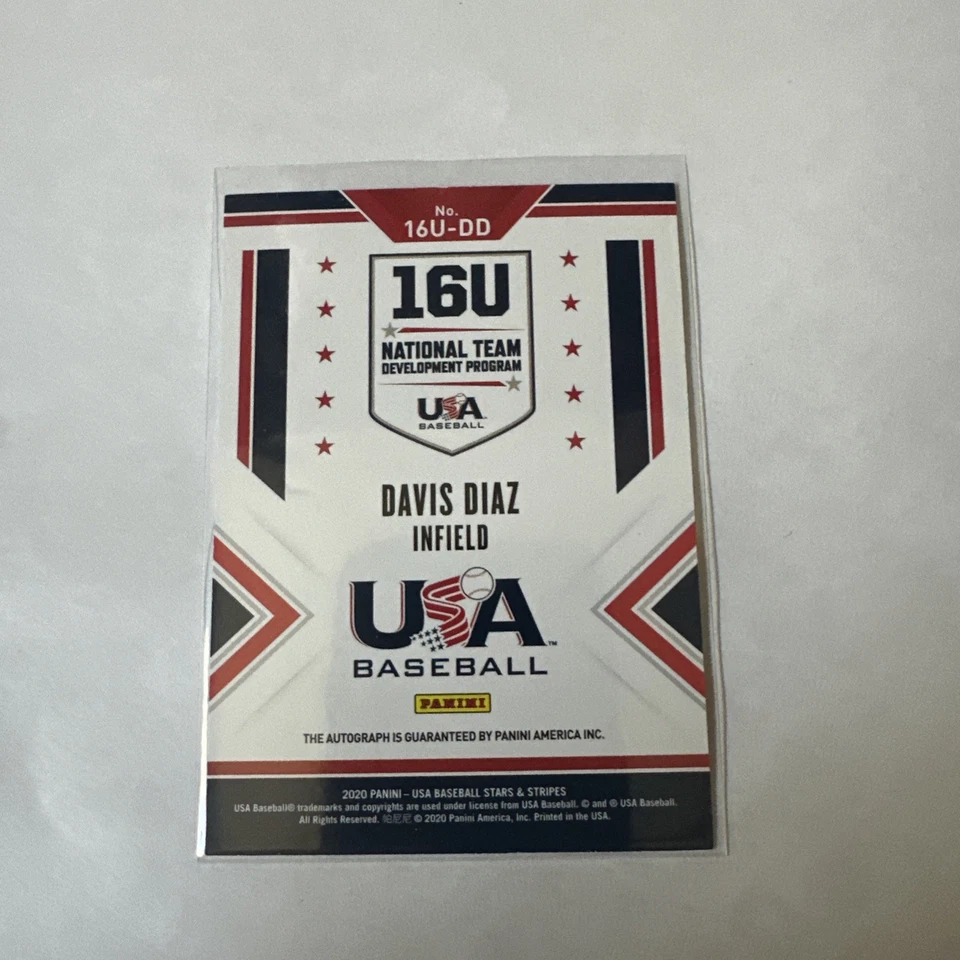 No.
16U-DD
16U
NATIONAL TEAM
DEVELOPMENT PROGRAM
USA
BASEBALL
DAVIS DIAZ
INFIELD
USA™
BASEBALL
PANINI
THE AUTOGRAPH IS GUARANTEED BY PANINI AMERICA INC.
2020 PANINI – USA BASEBALL STARS & STRIPES
USA Baseball® trademarks and copyrights are used under license from USA Baseball. © and ® USA Baseball.
All Rights Reserved. 帕尼尼 © 2020 Panini America, Inc. Printed in the USA.